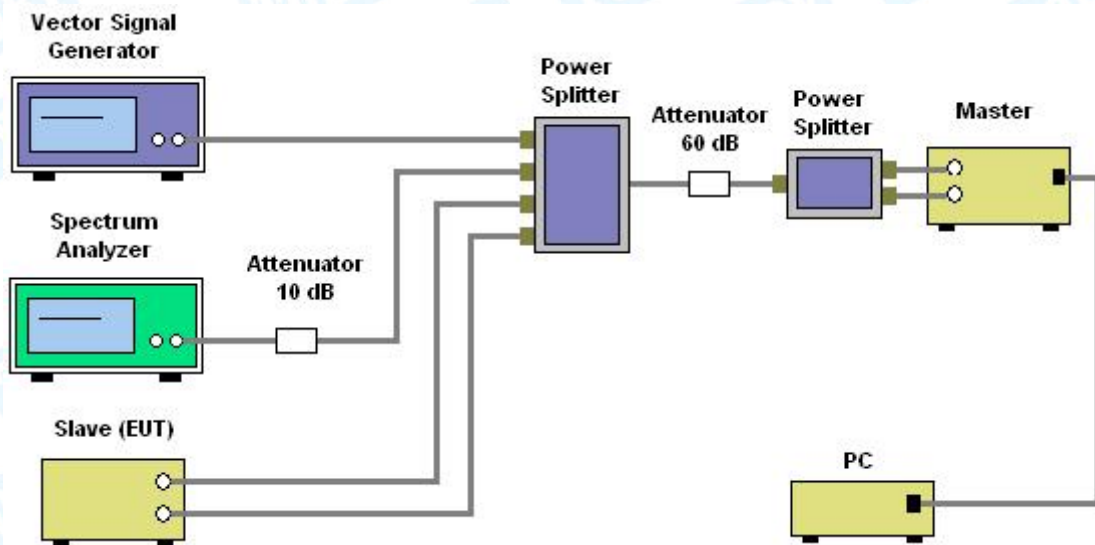 Vector Signal
Generator
Power
Splitter
Attenuator
60 dB
Power
Splitter
Master
Spectrum
Analyzer
Attenuator
10 dB
Slave (EUT)
PC